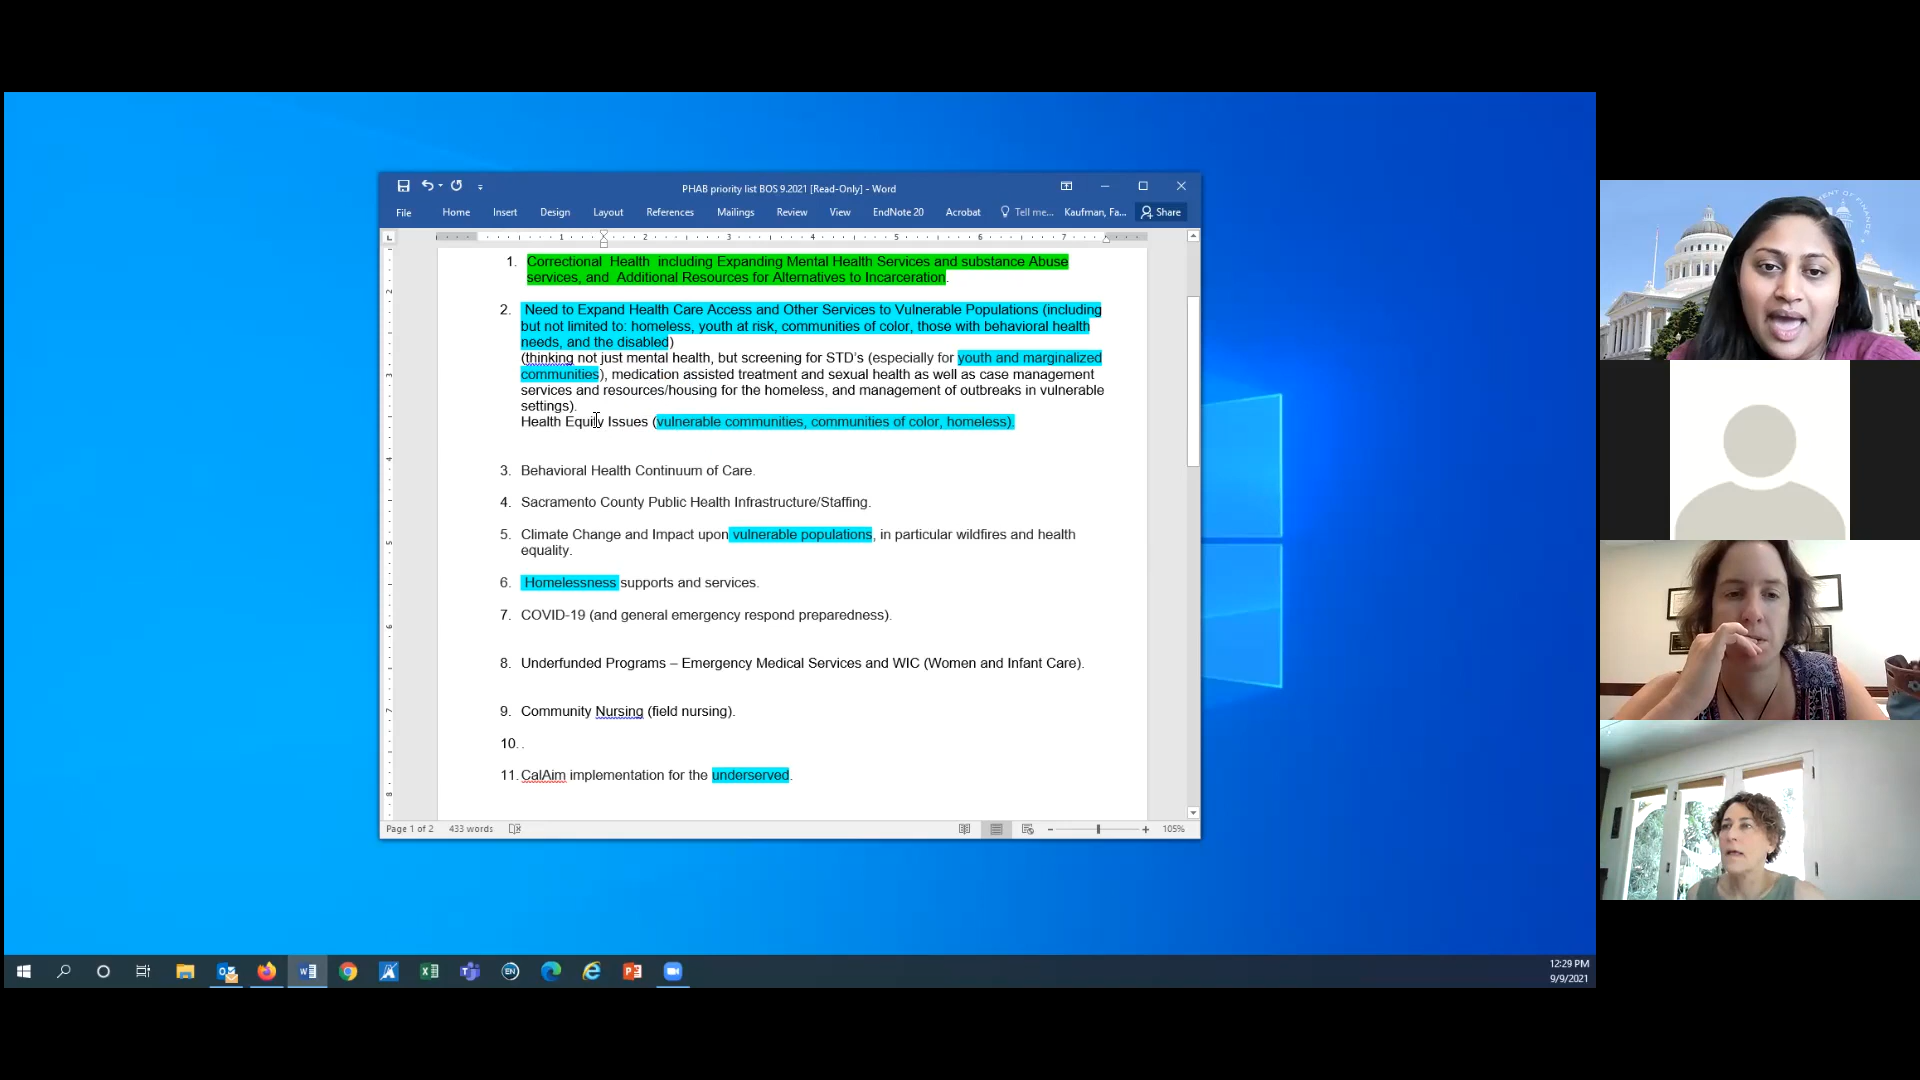 PHAB priority list BOS 9.2021 [Read-Only] - Word
File Home Insert Design Layout References Mailings Review View EndNote 20 Acrobat Tell me... Kaufman, Fa... Share
1 2 3 4 5 6 7
1. Correctional Health including Expanding Mental Health Services and substance Abuse
services, and Additional Resources for Alternatives to Incarceration.
2. Need to Expand Health Care Access and Other Services to Vulnerable Populations (including
but not limited to: homeless, youth at risk, communities of color, those with behavioral health
needs, and the disabled)
(thinking not just mental health, but screening for STD's (especially for youth and marginalized
communities), medication assisted treatment and sexual health as well as case management
services and resources/housing for the homeless, and management of outbreaks in vulnerable
settings).
Health Equity Issues (vulnerable communities, communities of color, homeless).
3. Behavioral Health Continuum of Care.
4. Sacramento County Public Health Infrastructure/Staffing.
5. Climate Change and Impact upon vulnerable populations, in particular wildfires and health
equality.
6. Homelessness supports and services.
7. COVID-19 (and general emergency respond preparedness).
8. Underfunded Programs – Emergency Medical Services and WIC (Women and Infant Care).
9. Community Nursing (field nursing).
10. .
11. CalAim implementation for the underserved.
Page 1 of 2 433 words 105%
12:29 PM
9/9/2021